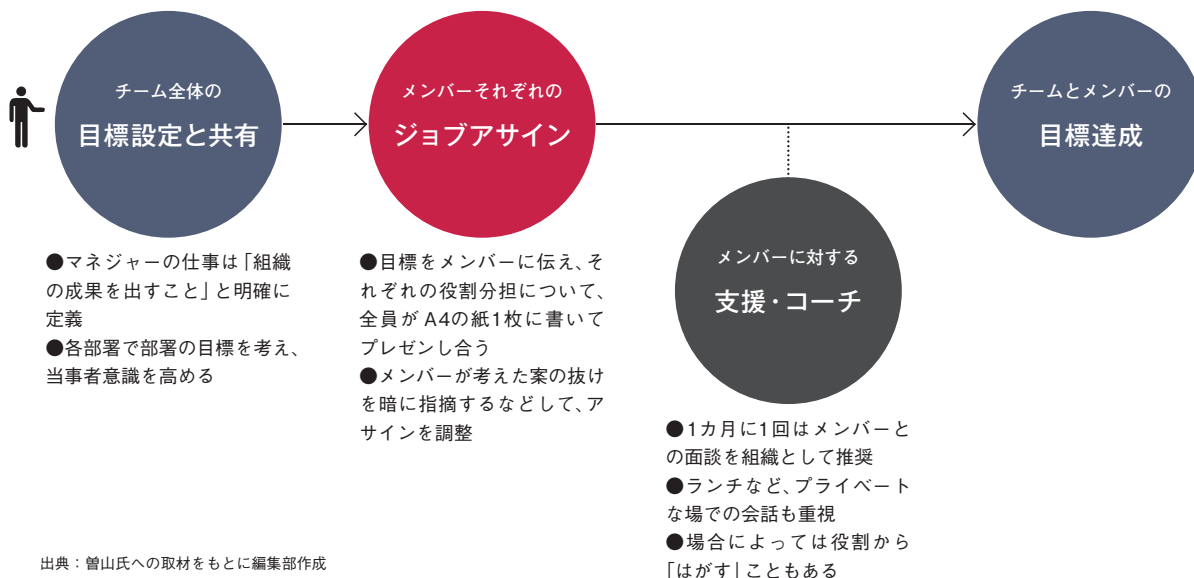 チーム全体の
目標設定と共有
メンバーそれぞれの
ジョブアサイン
チームとメンバーの
目標達成
●マネジャーの仕事は「組織
の成果を出すこと」と明確に
定義
●各部署で部署の目標を考え、
当事者意識を高める
●目標をメンバーに伝え、そ
れぞれの役割分担について、
全員がA4の紙1枚に書いて
プレゼンし合う
●メンバーが考えた案の抜け
を暗に指摘するなどして、ア
サインを調整
メンバーに対する
支援・コーチ
●1カ月に1回はメンバーと
の面談を組織として推奨
●ランチなど、プライベート
な場での会話も重視
●場合によっては役割から
「はがす」こともある
出典：曽山氏への取材をもとに編集部作成